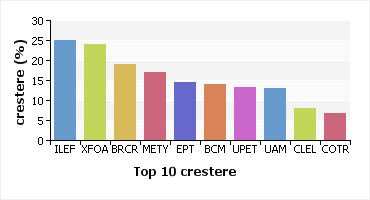 30
25
20
15
10
5
0
crestere (%)
ILEF XFOA BRCR METY EPT BCM UPET UAM CLEL COTR
Top 10 crestere